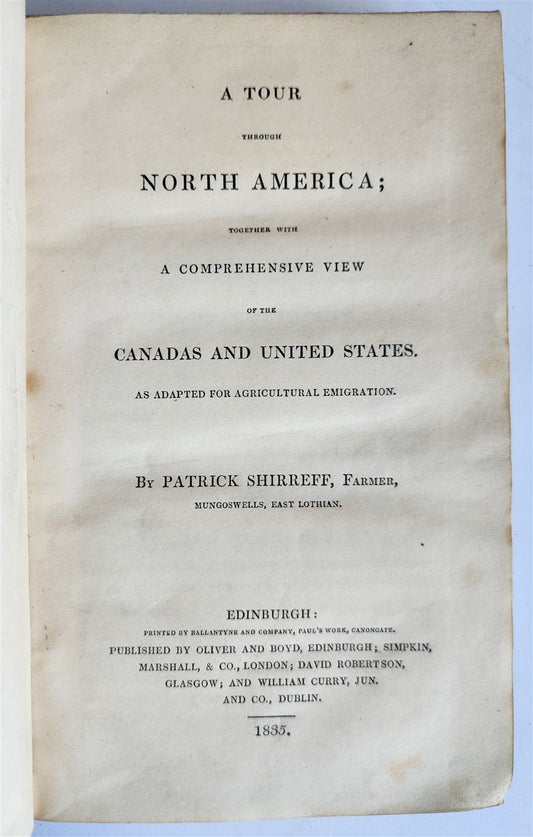 A TOUR
THROUGH
NORTH AMERICA;
TOGETHER WITH
A COMPREHENSIVE VIEW
OF THE
CANADAS AND UNITED STATES.
AS ADAPTED FOR AGRICULTURAL EMIGRATION.
BY PATRICK SHIRREFF, FARMER,
MUNGOSWELLS, EAST LOTHIAN.
EDINBURGH:
PRINTED BY BALLANTYNE AND COMPANY, PAUL'S WORK, CANONGATE.
PUBLISHED BY OLIVER AND BOYD, EDINBURGH; SIMPKIN,
MARSHALL, & CO., LONDON; DAVID ROBERTSON,
GLASGOW; AND WILLIAM CURRY, JUN.
AND CO., DUBLIN.
1835.